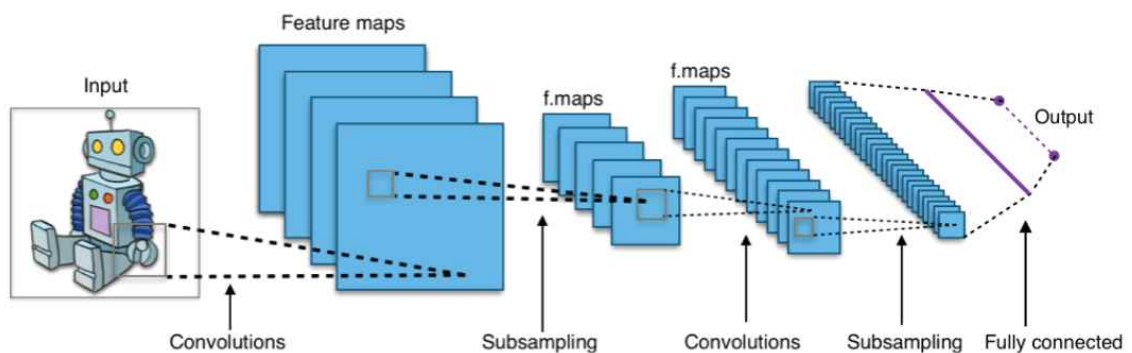 Feature maps
Input
f.maps
f.maps
Output
Convolutions
Subsampling
Convolutions
Subsampling
Fully connected